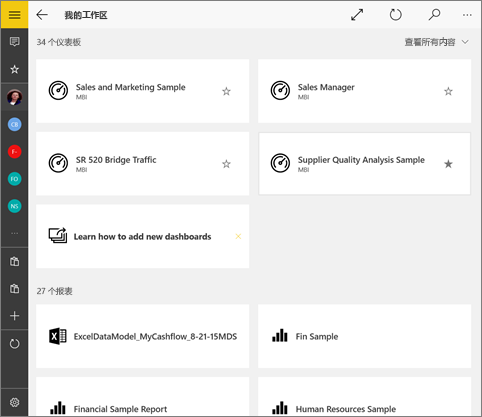 我的工作区
34 个仪表板
查看所有内容
Sales and Marketing Sample
MBI
Sales Manager
MBI
SR 520 Bridge Traffic
MBI
Supplier Quality Analysis Sample
MBI
Learn how to add new dashboards
27 个报表
ExcelDataModel_MyCashflow_8-21-15MDS
Fin Sample
Financial Sample Report
Human Resources Sample
CB
F-
FO
NS